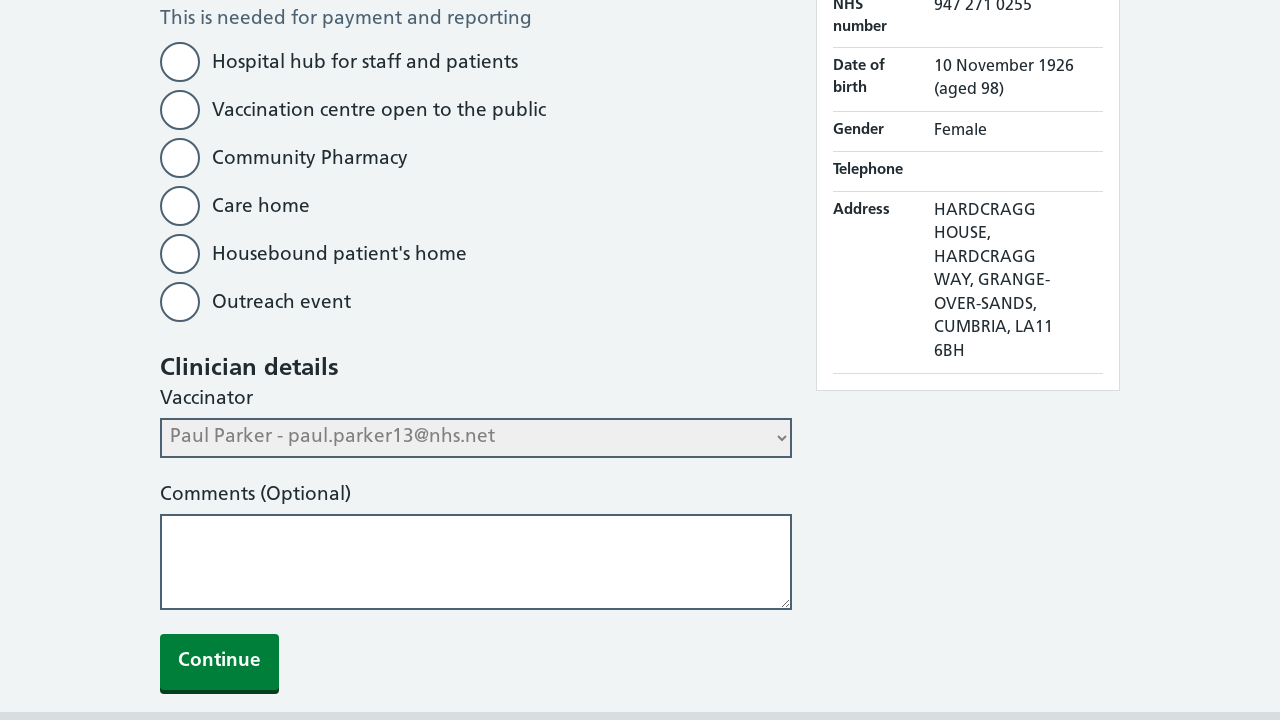 This is needed for payment and reporting
Hospital hub for staff and patients
Vaccination centre open to the public
Community Pharmacy
Care home
Housebound patient's home
Outreach event
Clinician details
Vaccinator
Paul Parker - paul.parker13@nhs.net
Comments (Optional)
Continue
NHS
number
947 271 0255
Date of
birth
10 November 1926
(aged 98)
Gender
Female
Telephone
Address
HARDCRAGG
HOUSE,
HARDCRAGG
WAY, GRANGE-
OVER-SANDS,
CUMBRIA, LA11
6BH